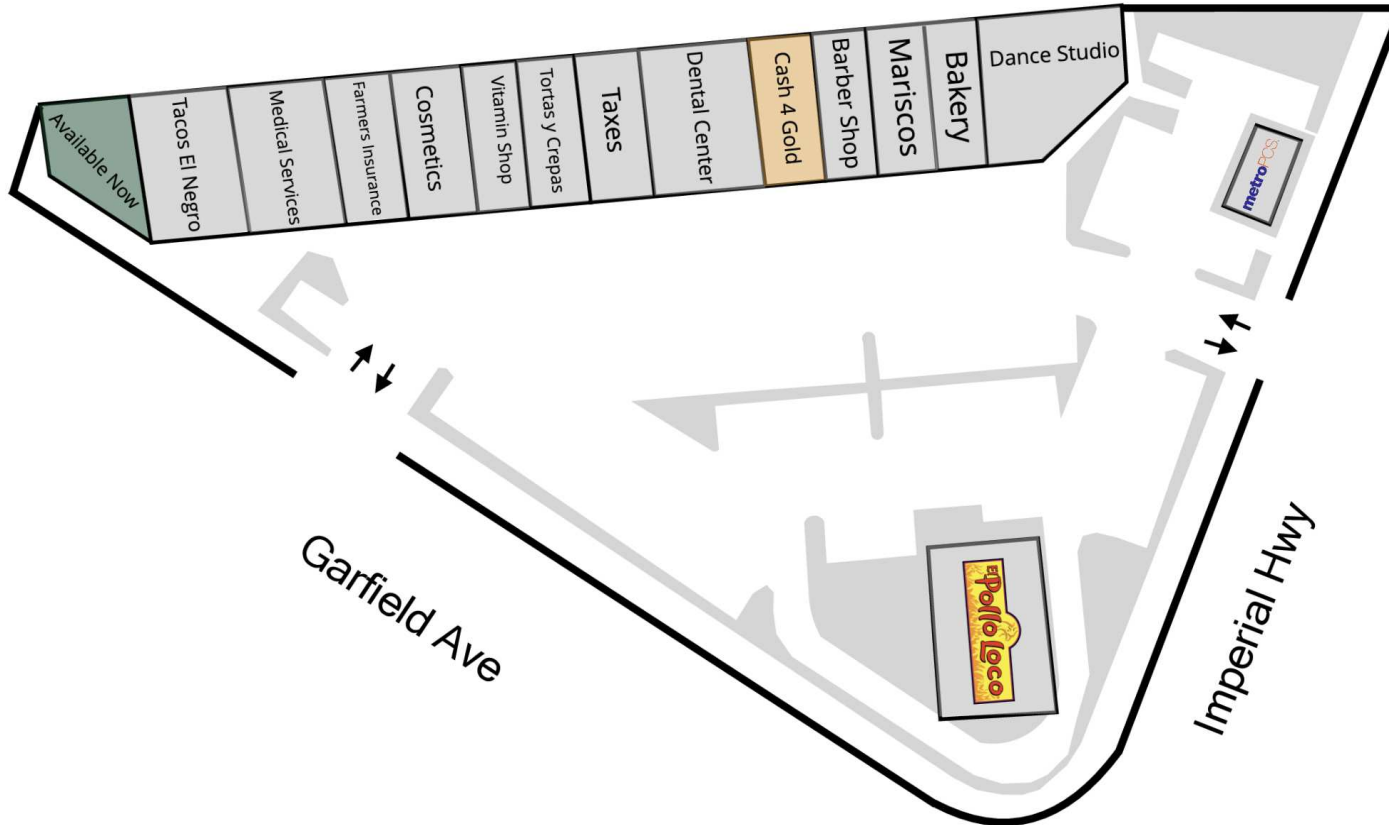 Available Now
Tacos El Negro
Medical Services
Farmers Insurance
Cosmetics
Vitamin Shop
Tortas y Crepas
Taxes
Dental Center
Cash 4 Gold
Barber Shop
Mariscos
Bakery
Dance Studio
metroPCS.
El Pollo Loco
Garfield Ave
Imperial Hwy